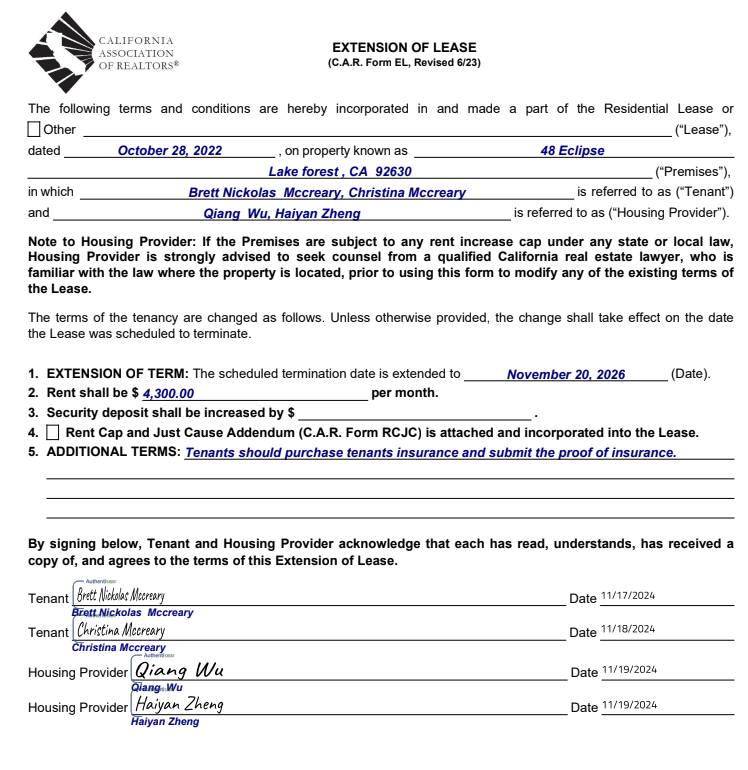 CALIFORNIA
ASSOCIATION
OF REALTORS®
EXTENSION OF LEASE
(C.A.R. Form EL, Revised 6/23)
The following terms and conditions are hereby incorporated in and made a part of the Residential Lease or
Other (“Lease”),
dated October 28, 2022 , on property known as 48 Eclipse
Lake forest , CA 92630 (“Premises”),
in which Brett Nickolas Mccreary, Christina Mccreary is referred to as (“Tenant”)
and Qiang Wu, Haiyan Zheng is referred to as (“Housing Provider”).
Note to Housing Provider: If the Premises are subject to any rent increase cap under any state or local law,
Housing Provider is strongly advised to seek counsel from a qualified California real estate lawyer, who is
familiar with the law where the property is located, prior to using this form to modify any of the existing terms of
the Lease.
The terms of the tenancy are changed as follows. Unless otherwise provided, the change shall take effect on the date
the Lease was scheduled to terminate.
1. EXTENSION OF TERM: The scheduled termination date is extended to November 20, 2026 (Date).
2. Rent shall be $ 4,300.00 per month.
3. Security deposit shall be increased by $ .
4. Rent Cap and Just Cause Addendum (C.A.R. Form RCJC) is attached and incorporated into the Lease.
5. ADDITIONAL TERMS: Tenants should purchase tenants insurance and submit the proof of insurance.
By signing below, Tenant and Housing Provider acknowledge that each has read, understands, has received a
copy of, and agrees to the terms of this Extension of Lease.
Authentisign
Tenant Brett Nickolas Mccreary Date 11/17/2024
Brett Nickolas Mccreary
Tenant Christina Mccreary Date 11/18/2024
Christina Mccreary
Authentisign
Housing Provider Qiang Wu Date 11/19/2024
Qiang Wu
Housing Provider Haiyan Zheng Date 11/19/2024
Haiyan Zheng